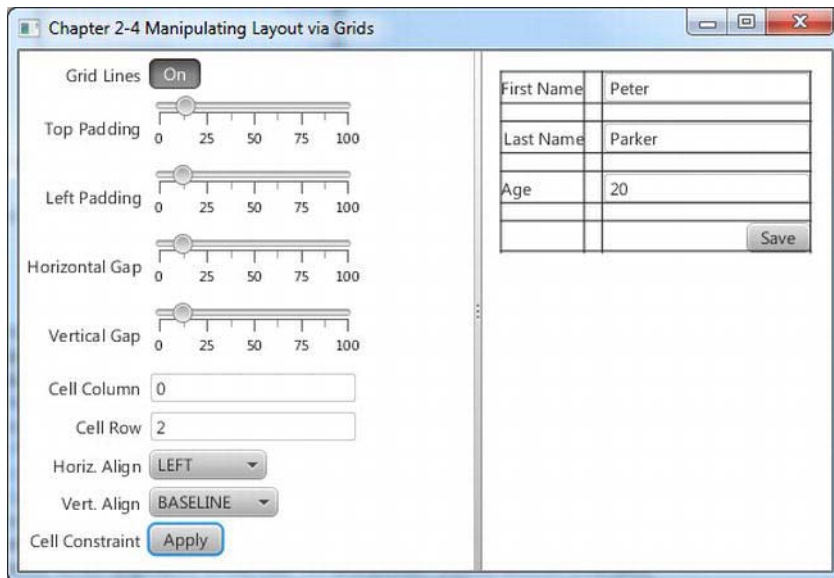 Chapter 2-4 Manipulating Layout via Grids
Grid Lines On
Top Padding
0 25 50 75 100
Left Padding
0 25 50 75 100
Horizontal Gap
0 25 50 75 100
Vertical Gap
0 25 50 75 100
Cell Column 0
Cell Row 2
Horiz. Align LEFT
Vert. Align BASELINE
Cell Constraint Apply
First Name Peter
Last Name Parker
Age 20
Save